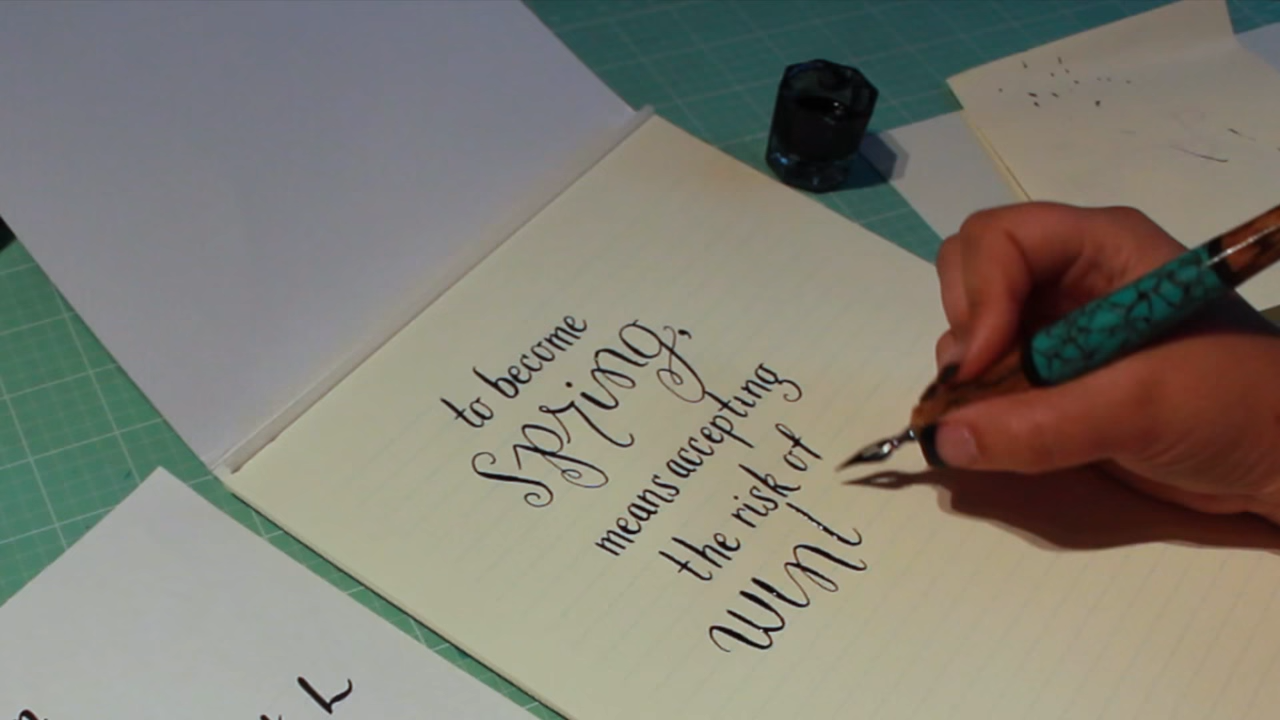 to become
Spring,
means accepting
the risk of
wint